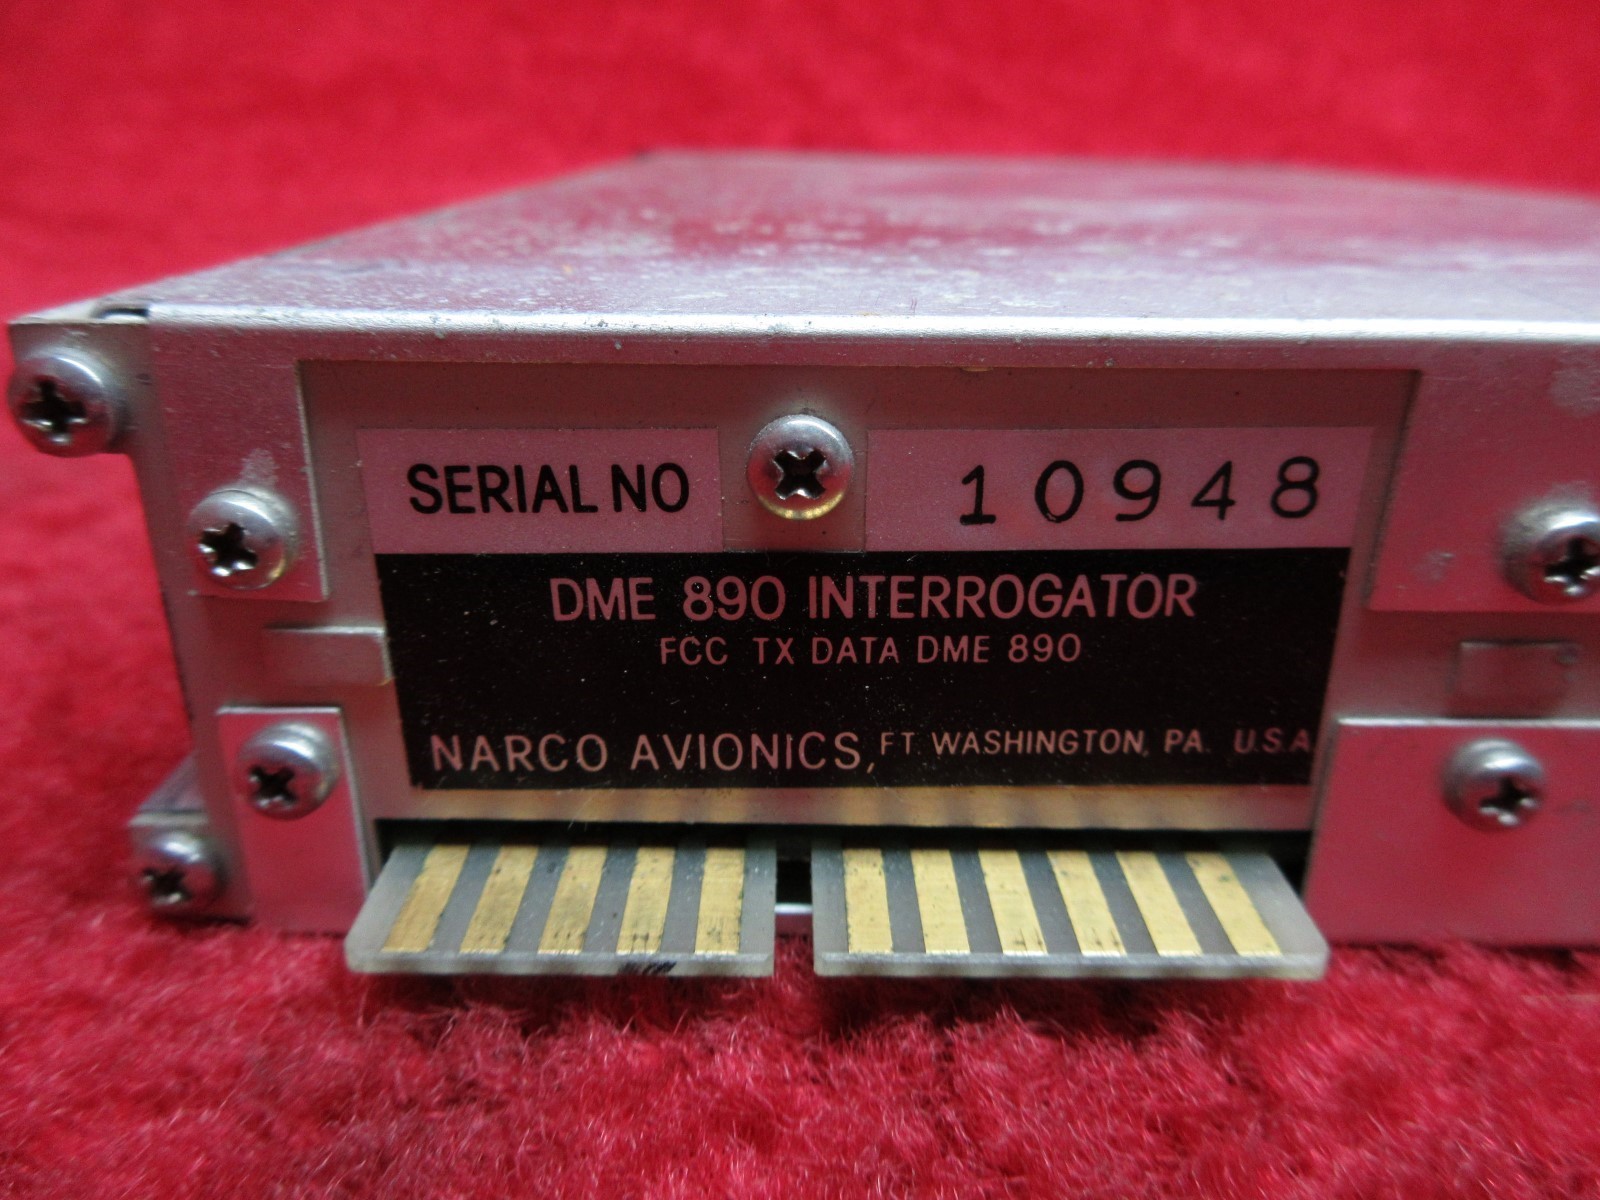 SERIAL NO 10948
DME 890 INTERROGATOR
FCC TX DATA DME 890
NARCO AVIONICS, FT. WASHINGTON, PA. U.S.A